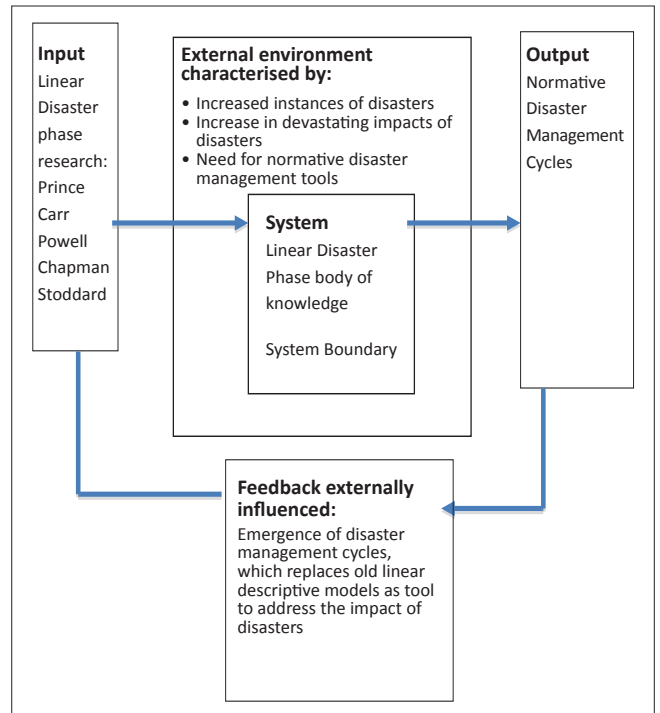 Input
Linear
Disaster
phase
research:
Prince
Carr
Powell
Chapman
Stoddard
External environment
characterised by:
• Increased instances of disasters
• Increase in devastating impacts of
disasters
• Need for normative disaster
management tools
System
Linear Disaster
Phase body of
knowledge
System Boundary
Output
Normative
Disaster
Management
Cycles
Feedback externally
influenced:
Emergence of disaster
management cycles,
which replaces old linear
descriptive models as tool
to address the impact of
disasters